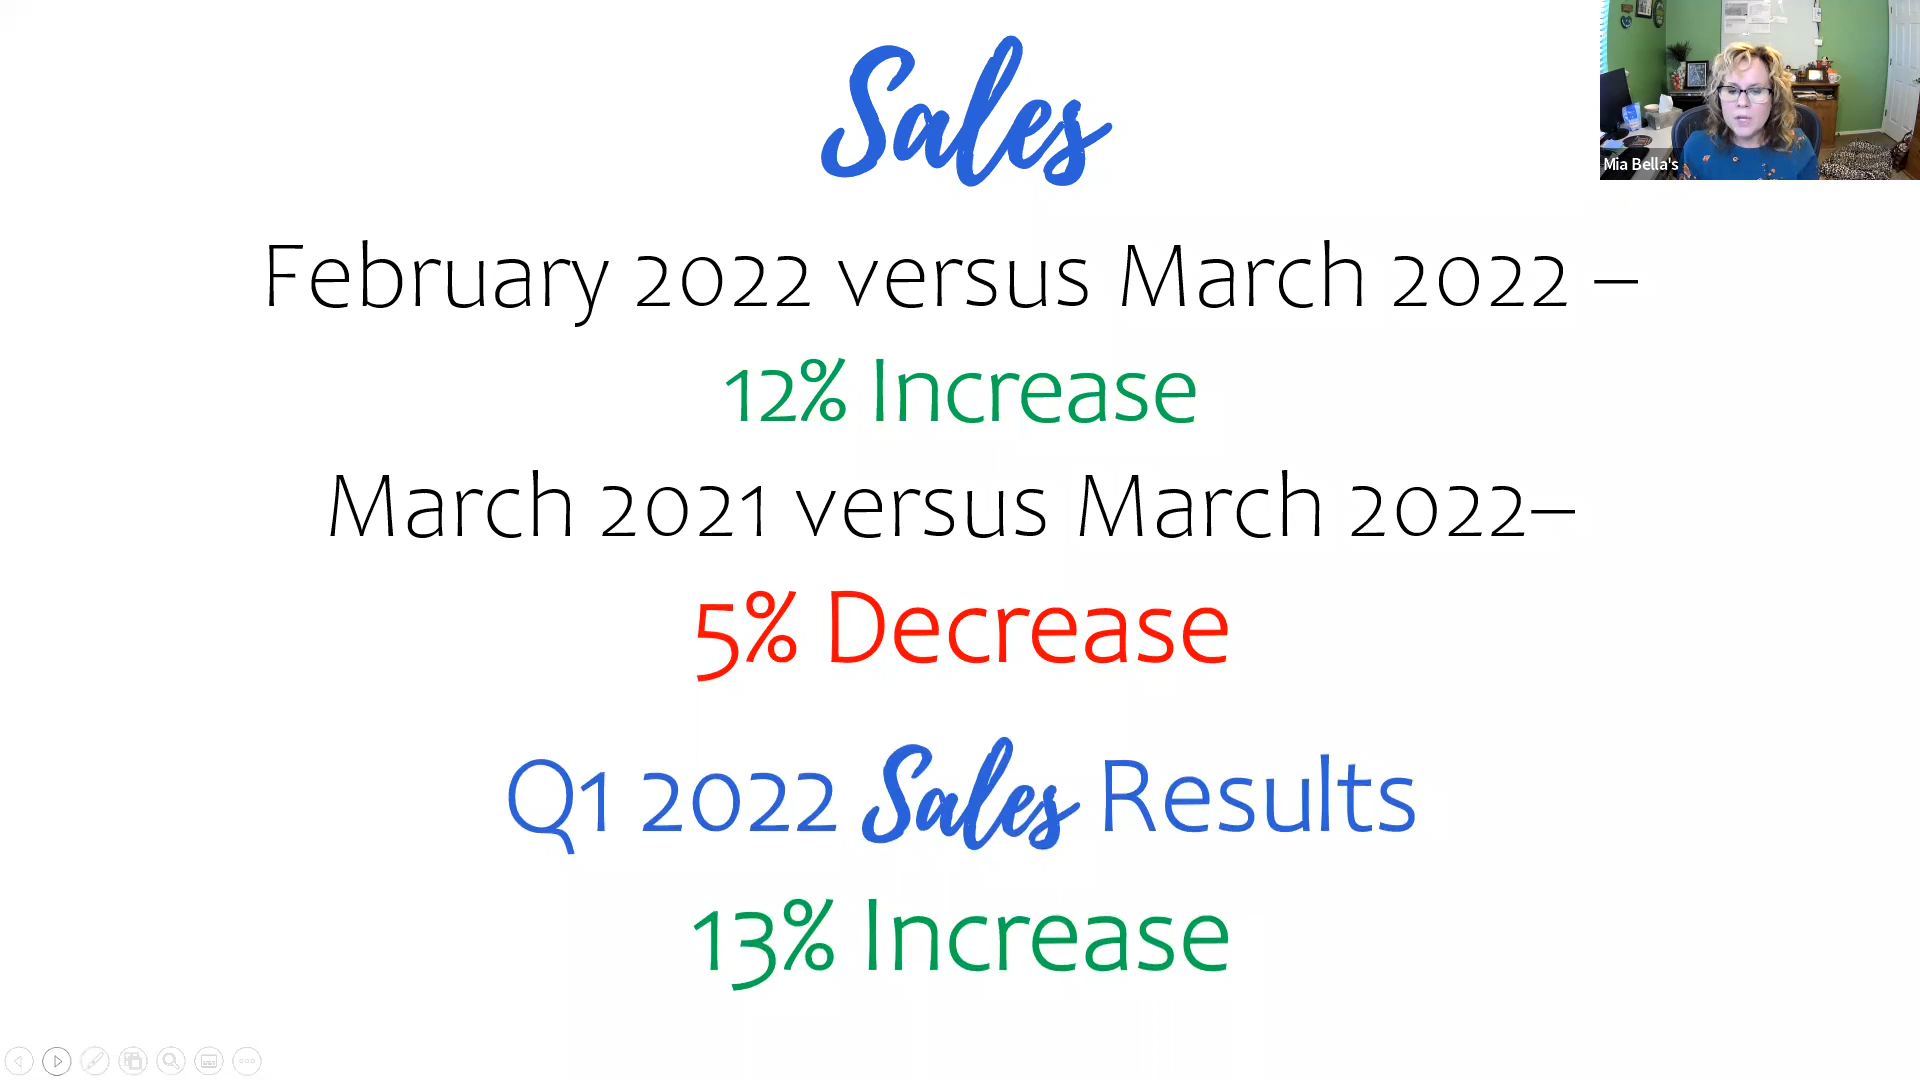 Sales
Mia Bella's
February 2022 versus March 2022 –
12% Increase
March 2021 versus March 2022–
5% Decrease
Q1 2022 Sales Results
13% Increase